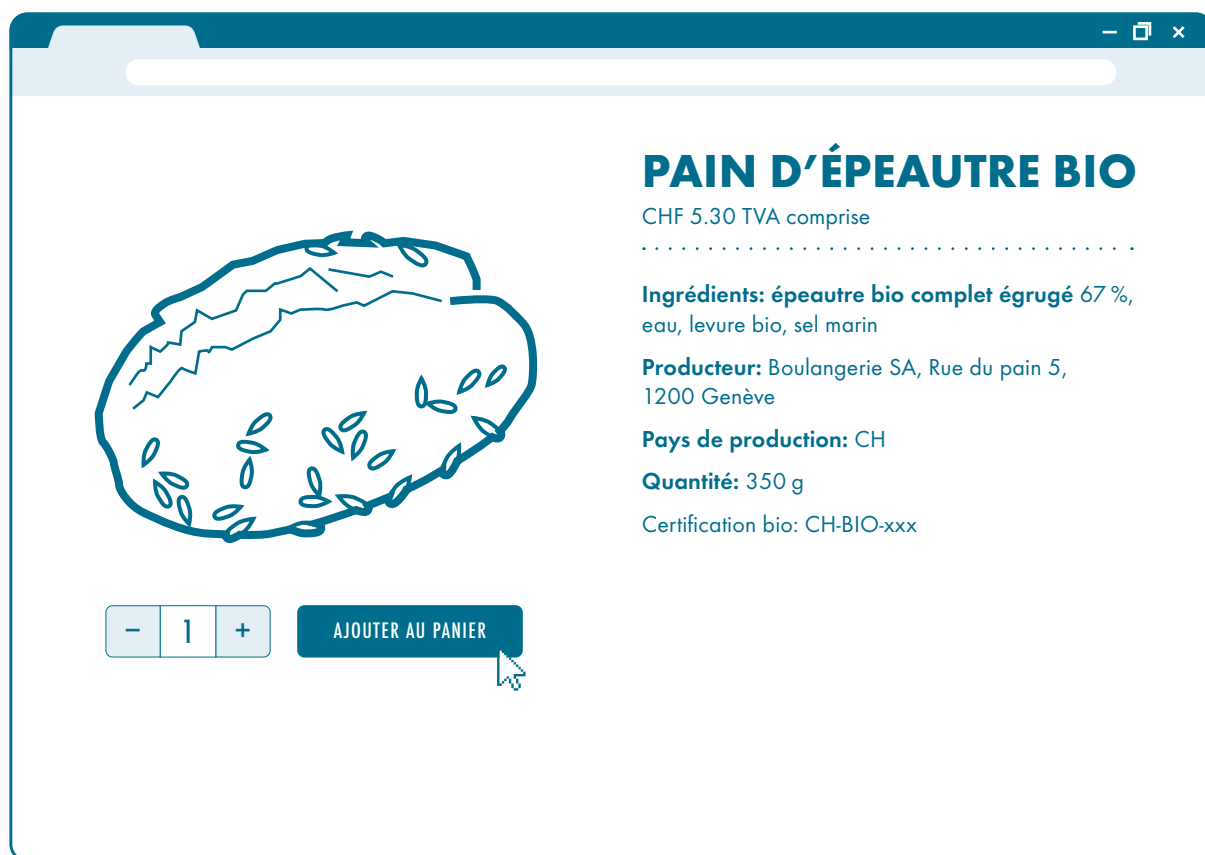 PAIN D’ÉPEAUTRE BIO
CHF 5.30 TVA comprise
Ingrédients: épeautre bio complet égrugé 67 %,
eau, levure bio, sel marin
Producteur: Boulangerie SA, Rue du pain 5,
1200 Genève
Pays de production: CH
Quantité: 350 g
Certification bio: CH-BIO-xxx
– 1 +
AJOUTER AU PANIER